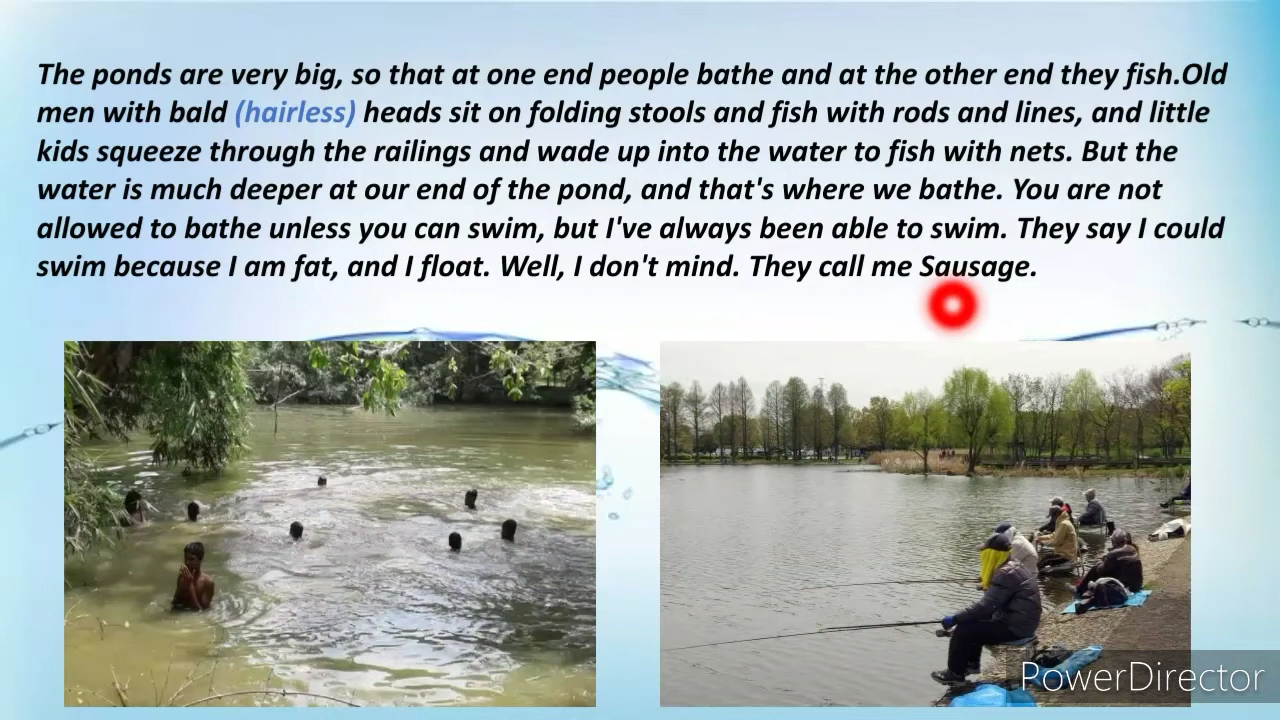 The ponds are very big, so that at one end people bathe and at the other end they fish.Old
men with bald (hairless) heads sit on folding stools and fish with rods and lines, and little
kids squeeze through the railings and wade up into the water to fish with nets. But the
water is much deeper at our end of the pond, and that's where we bathe. You are not
allowed to bathe unless you can swim, but I've always been able to swim. They say I could
swim because I am fat, and I float. Well, I don't mind. They call me Sausage.
PowerDirector